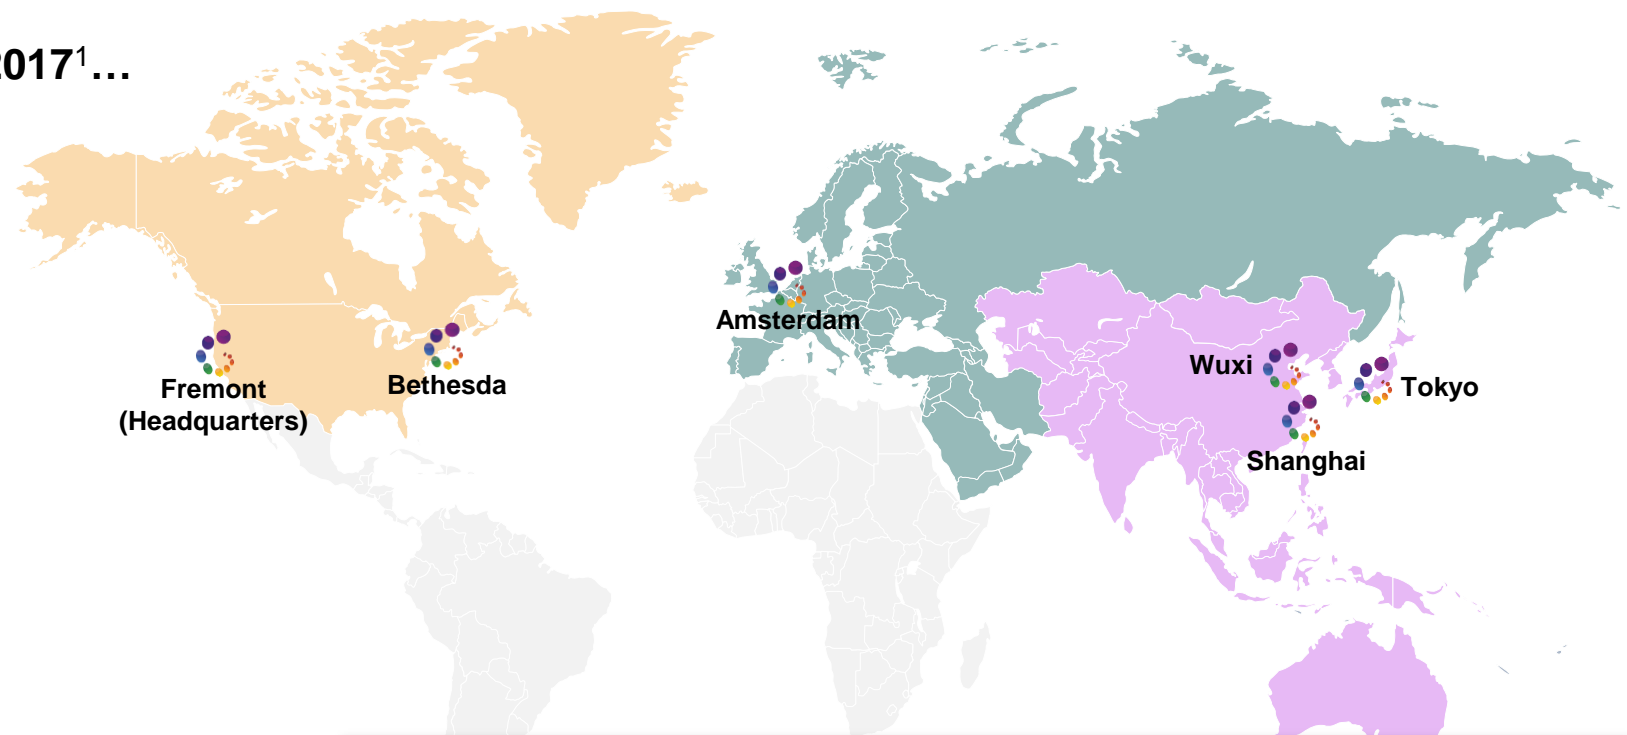 2017¹...
Amsterdam
Wuxi
Fremont
(Headquarters)
Bethesda
Tokyo
Shanghai